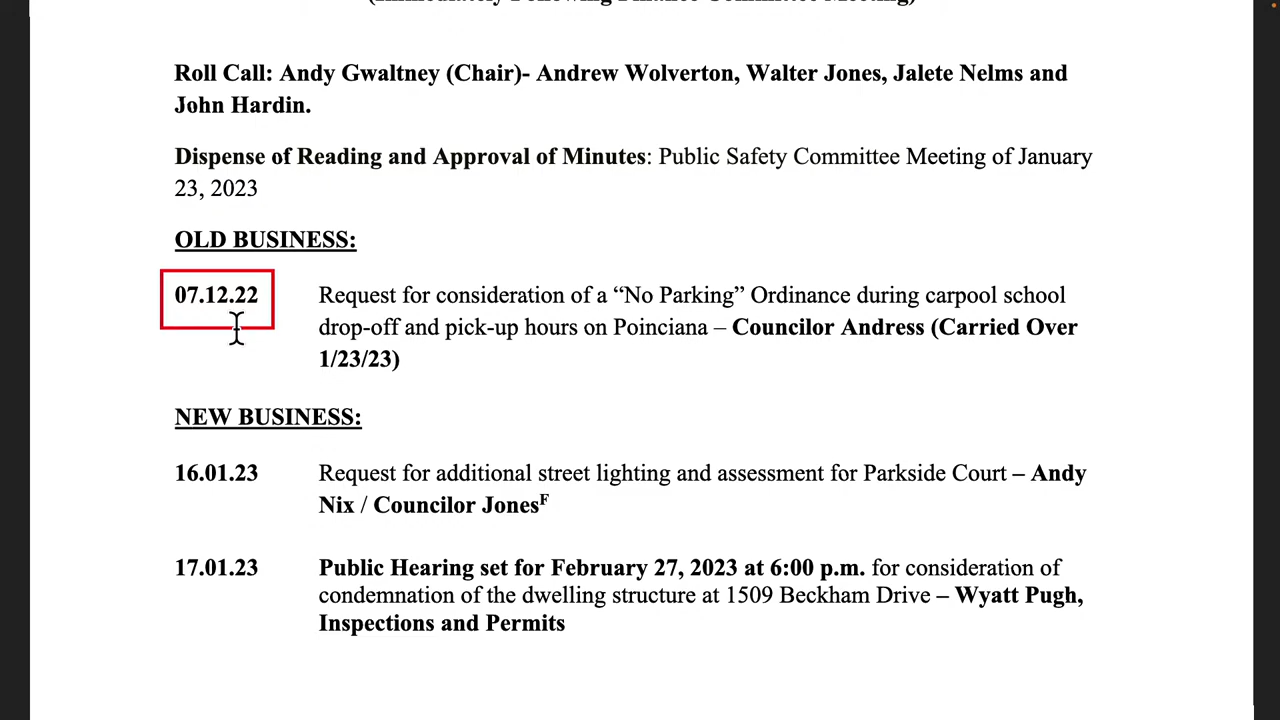 (Immediately Following Finance Committee Meeting)
Roll Call: Andy Gwaltney (Chair)- Andrew Wolverton, Walter Jones, Jalete Nelms and
John Hardin.
Dispense of Reading and Approval of Minutes: Public Safety Committee Meeting of January
23, 2023
OLD BUSINESS:
07.12.22 Request for consideration of a “No Parking” Ordinance during carpool school
drop-off and pick-up hours on Poinciana – Councilor Andress (Carried Over
1/23/23)
NEW BUSINESS:
16.01.23 Request for additional street lighting and assessment for Parkside Court – Andy
Nix / Councilor Jonesᶠ
17.01.23 Public Hearing set for February 27, 2023 at 6:00 p.m. for consideration of
condemnation of the dwelling structure at 1509 Beckham Drive – Wyatt Pugh,
Inspections and Permits